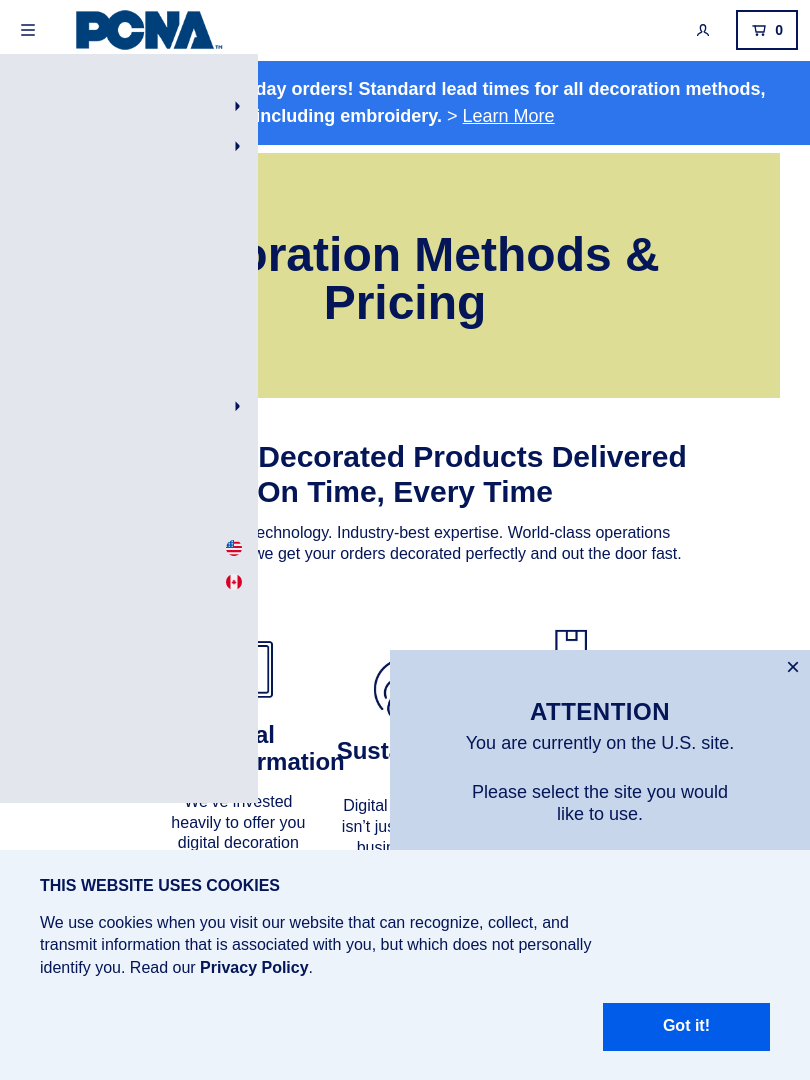 PCNA
TM
0
day orders! Standard lead times for all decoration methods,
including embroidery. > Learn More
oration Methods &
Pricing
Decorated Products Delivered
On Time, Every Time
echnology. Industry-best expertise. World-class operations
we get your orders decorated perfectly and out the door fast.
al
rmation
We've invested
heavily to offer you
digital decoration
Susta
Digital
isn't jus
busin
×
ATTENTION
You are currently on the U.S. site.
Please select the site you would
like to use.
THIS WEBSITE USES COOKIES
We use cookies when you visit our website that can recognize, collect, and
transmit information that is associated with you, but which does not personally
identify you. Read our Privacy Policy.
Got it!